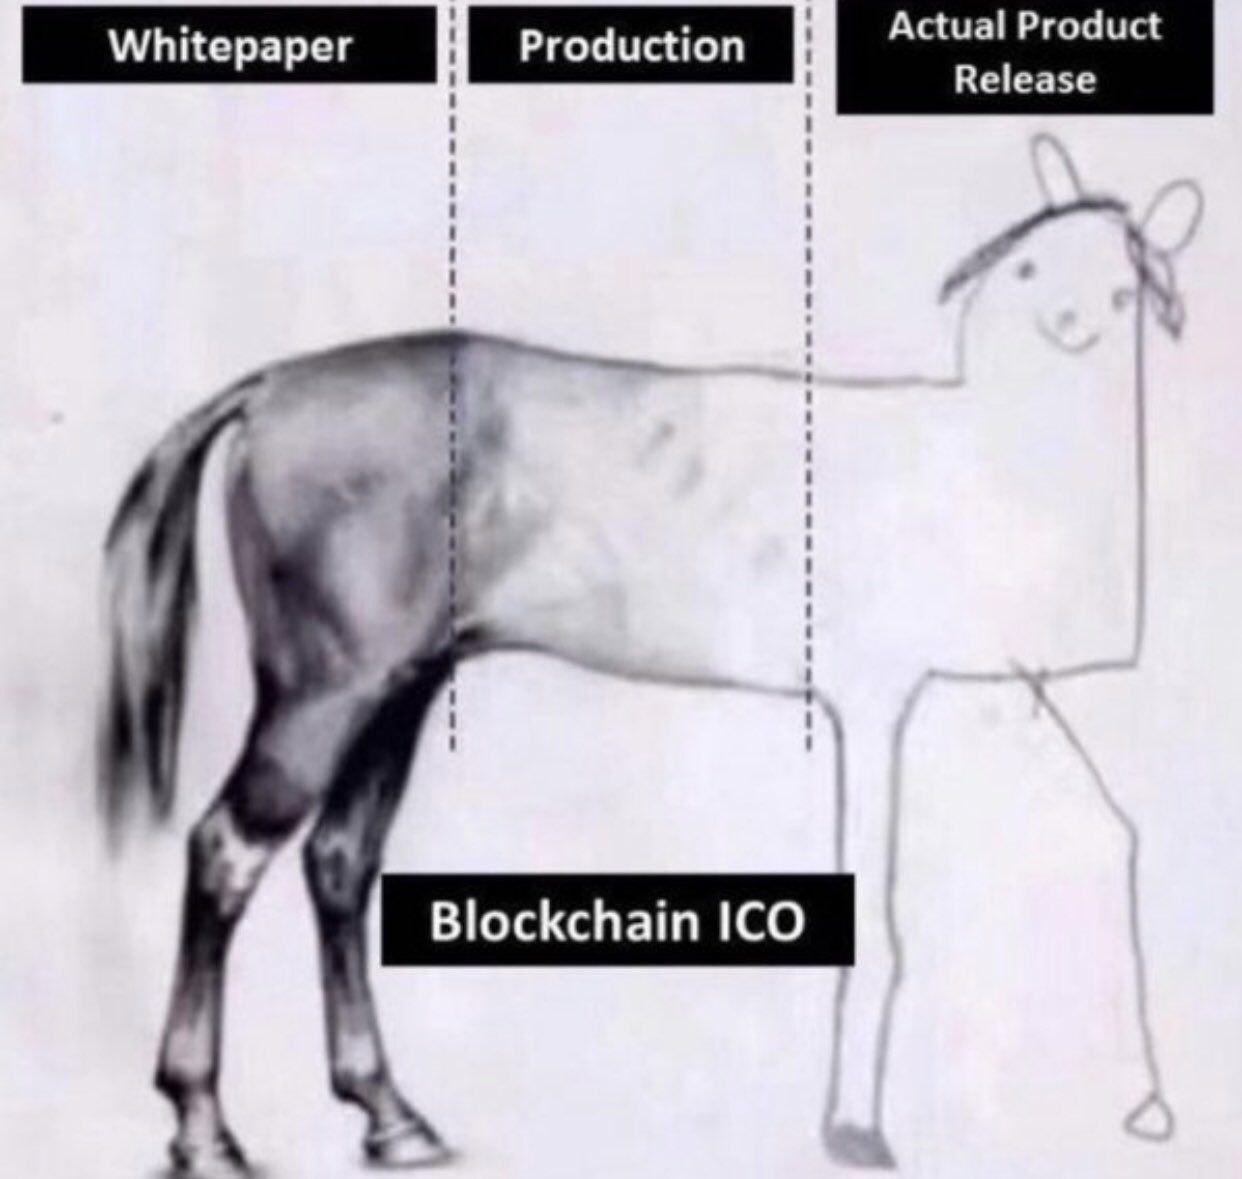 Whitepaper
Production
Actual Product
Release
Blockchain ICO